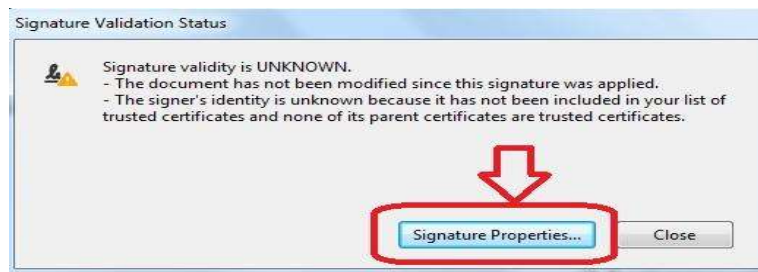 Signature Validation Status
Signature validity is UNKNOWN.
- The document has not been modified since this signature was applied.
- The signer's identity is unknown because it has not been included in your list of
trusted certificates and none of its parent certificates are trusted certificates.
Signature Properties... Close